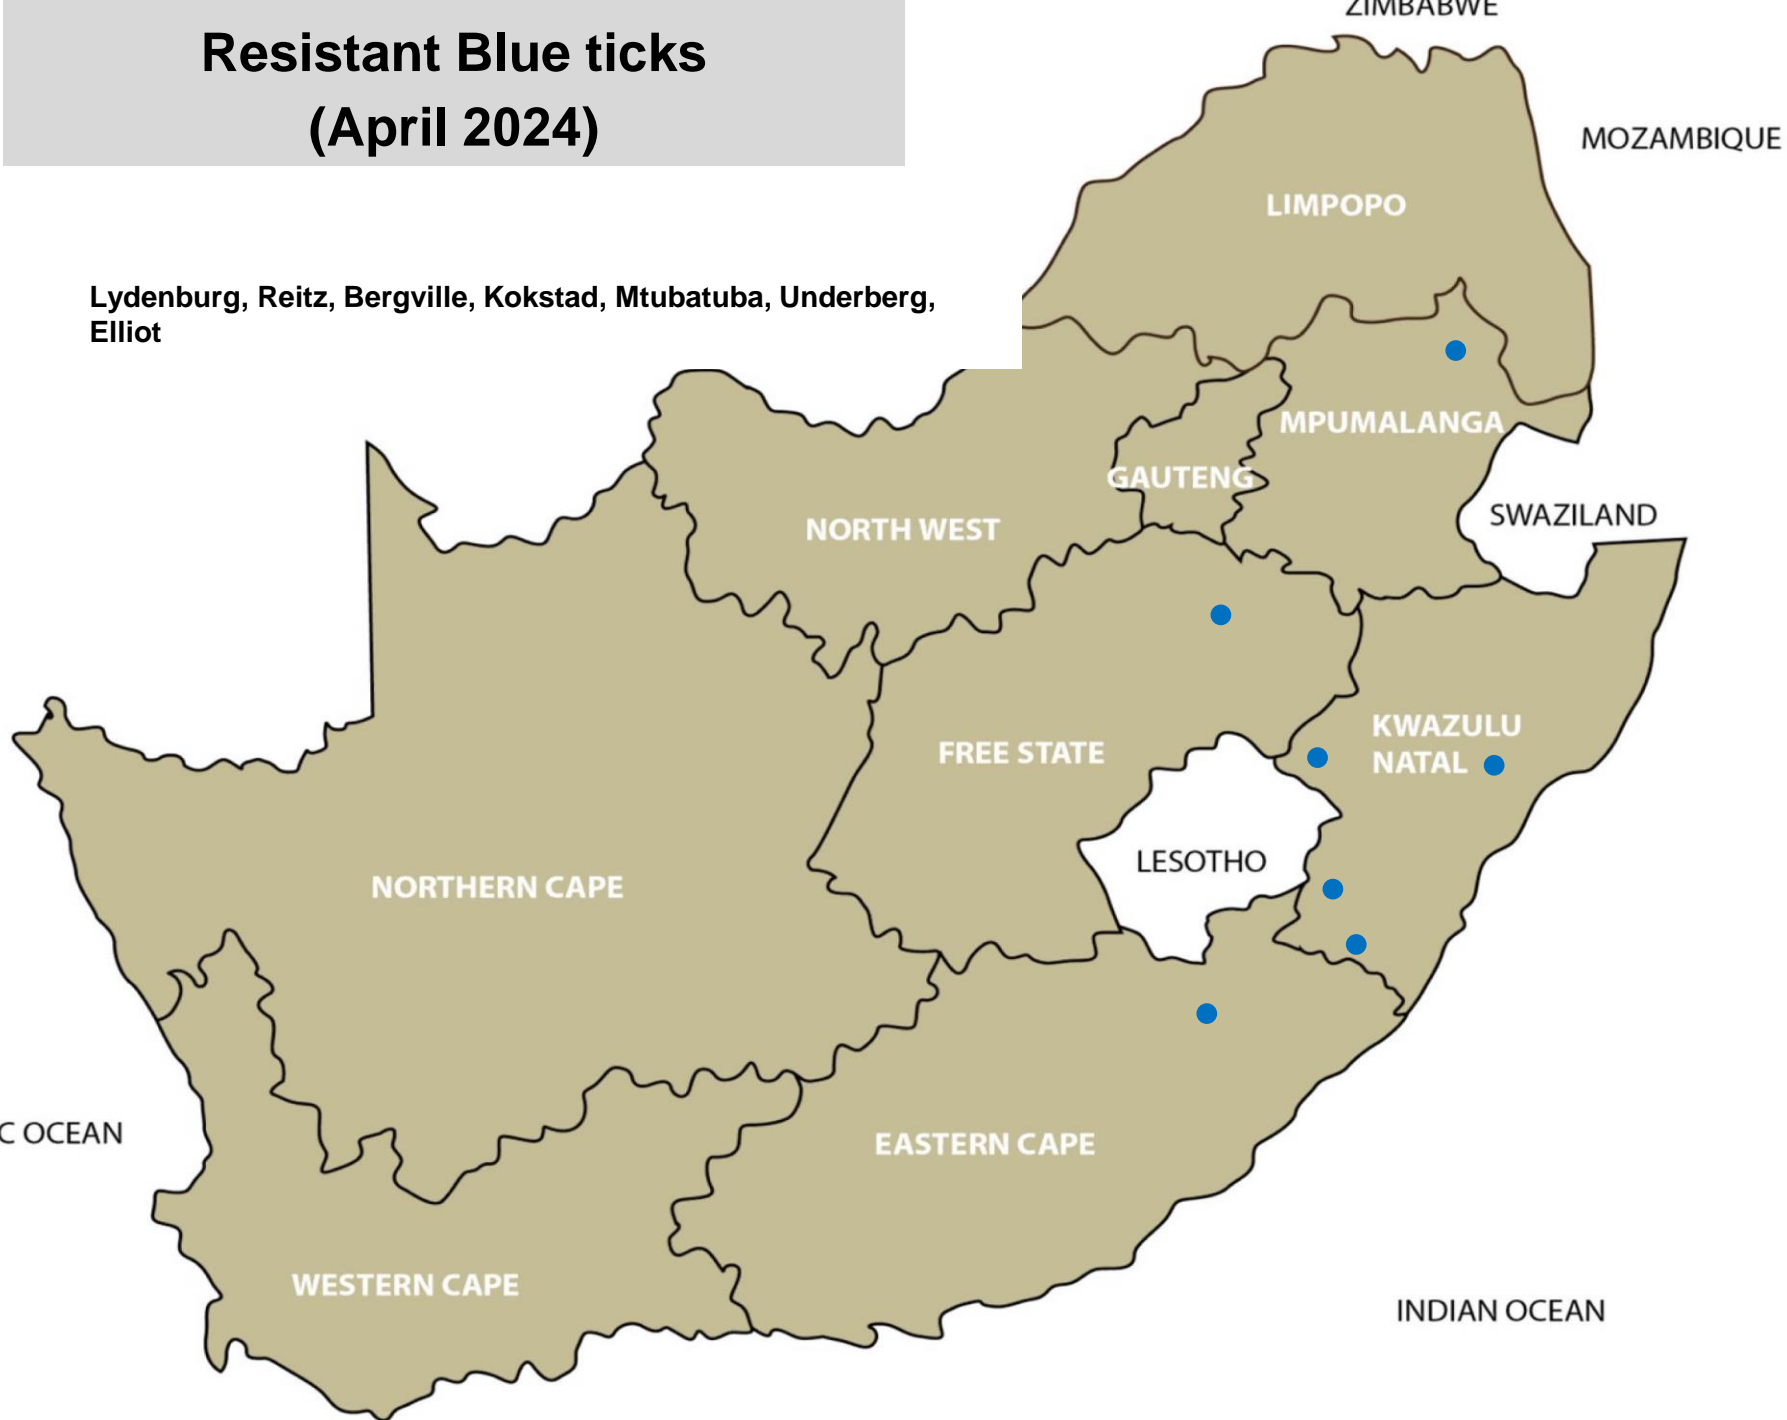 Resistant Blue ticks
(April 2024)
ZIMBABWE
MOZAMBIQUE
LIMPOPO
Lydenburg, Reitz, Bergville, Kokstad, Mtubatuba, Underberg,
Elliot
MPUMALANGA
GAUTENG
SWAZILAND
NORTH WEST
KWAZULU
NATAL
FREE STATE
LESOTHO
NORTHERN CAPE
C OCEAN
EASTERN CAPE
WESTERN CAPE
INDIAN OCEAN